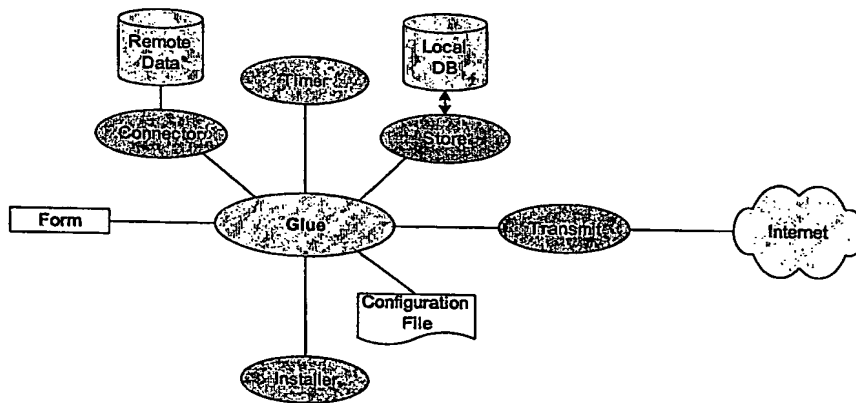 Remote
Data
Local
DB
Timer
Connector
Store
Form
Glue
Transmit
Internet
Configuration
File
Installer